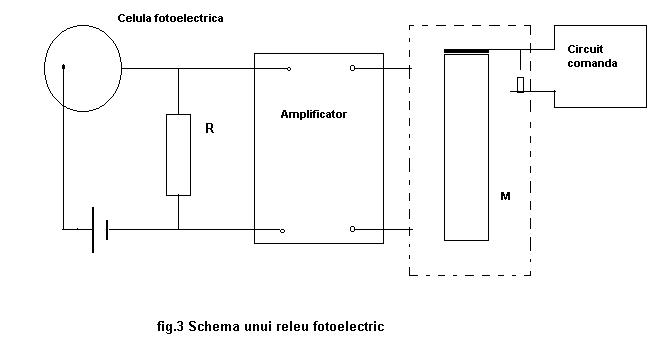 Celula fotoelectrica
Circuit
comanda
Amplificator
R
M
fig.3 Schema unui releu fotoelectric